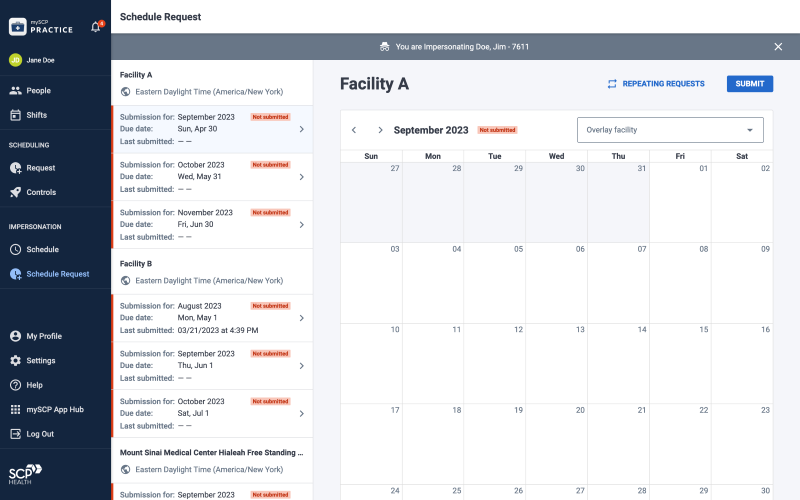 mySCP
PRACTICE
4
JD
Jane Doe
People
Shifts
SCHEDULING
Request
Controls
IMPERSONATION
Schedule
Schedule Request
My Profile
Settings
Help
mySCP App Hub
Log Out
SCP
HEALTH
Schedule Request
You are Impersonating Doe, Jim - 7611
Facility A
Eastern Daylight Time (America/New York)
Submission for: September 2023 Not submitted
Due date: Sun, Apr 30
Last submitted: – –
Submission for: October 2023 Not submitted
Due date: Wed, May 31
Last submitted: – –
Submission for: November 2023 Not submitted
Due date: Fri, Jun 30
Last submitted: – –
Facility B
Eastern Daylight Time (America/New York)
Submission for: August 2023 Not submitted
Due date: Mon, May 1
Last submitted: 03/21/2023 at 4:39 PM
Submission for: September 2023 Not submitted
Due date: Thu, Jun 1
Last submitted: – –
Submission for: October 2023 Not submitted
Due date: Sat, Jul 1
Last submitted: – –
Mount Sinai Medical Center Hialeah Free Standing ...
Eastern Daylight Time (America/New York)
Submission for: September 2023 Not submitted
Facility A
REPEATING REQUESTS
SUBMIT
September 2023 Not submitted
Overlay facility
Sun Mon Tue Wed Thu Fri Sat
27 28 29 30 31 01 02
03 04 05 06 07 08 09
10 11 12 13 14 15 16
17 18 19 20 21 22 23
24 25 26 27 28 29 30